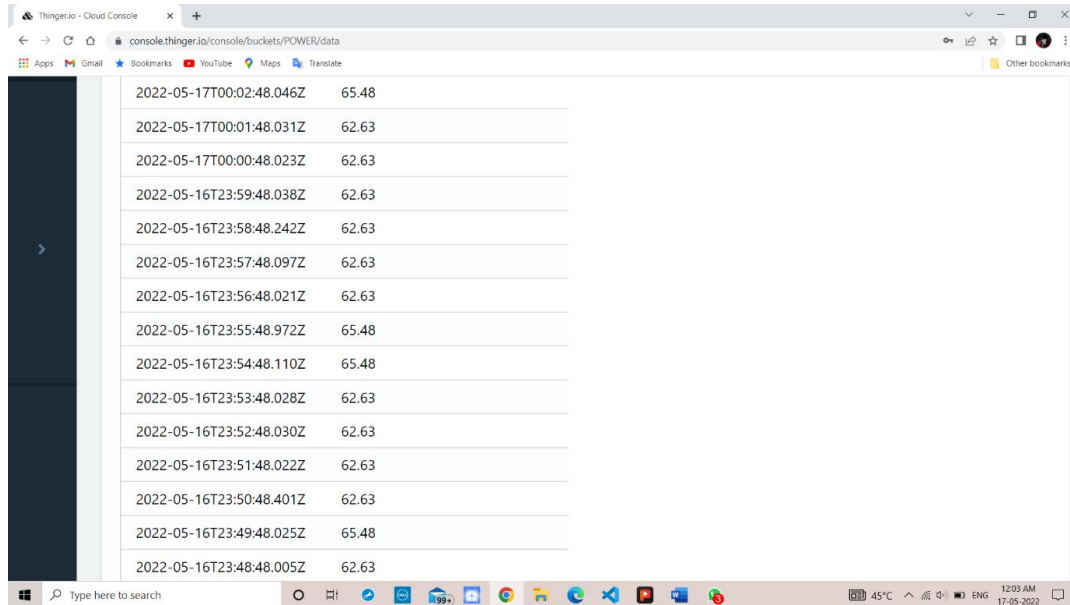 Thinger.io - Cloud Console
console.thinger.io/console/buckets/POWER/data
Apps Gmail Bookmarks YouTube Maps Translate Other bookmarks
2022-05-17T00:02:48.046Z 65.48
2022-05-17T00:01:48.031Z 62.63
2022-05-17T00:00:48.023Z 62.63
2022-05-16T23:59:48.038Z 62.63
2022-05-16T23:58:48.242Z 62.63
2022-05-16T23:57:48.097Z 62.63
2022-05-16T23:56:48.021Z 62.63
2022-05-16T23:55:48.972Z 65.48
2022-05-16T23:54:48.110Z 65.48
2022-05-16T23:53:48.028Z 62.63
2022-05-16T23:52:48.030Z 62.63
2022-05-16T23:51:48.022Z 62.63
2022-05-16T23:50:48.401Z 62.63
2022-05-16T23:49:48.025Z 65.48
2022-05-16T23:48:48.005Z 62.63
Type here to search 99+ 3 45°C ENG 12:03 AM
17-05-2022